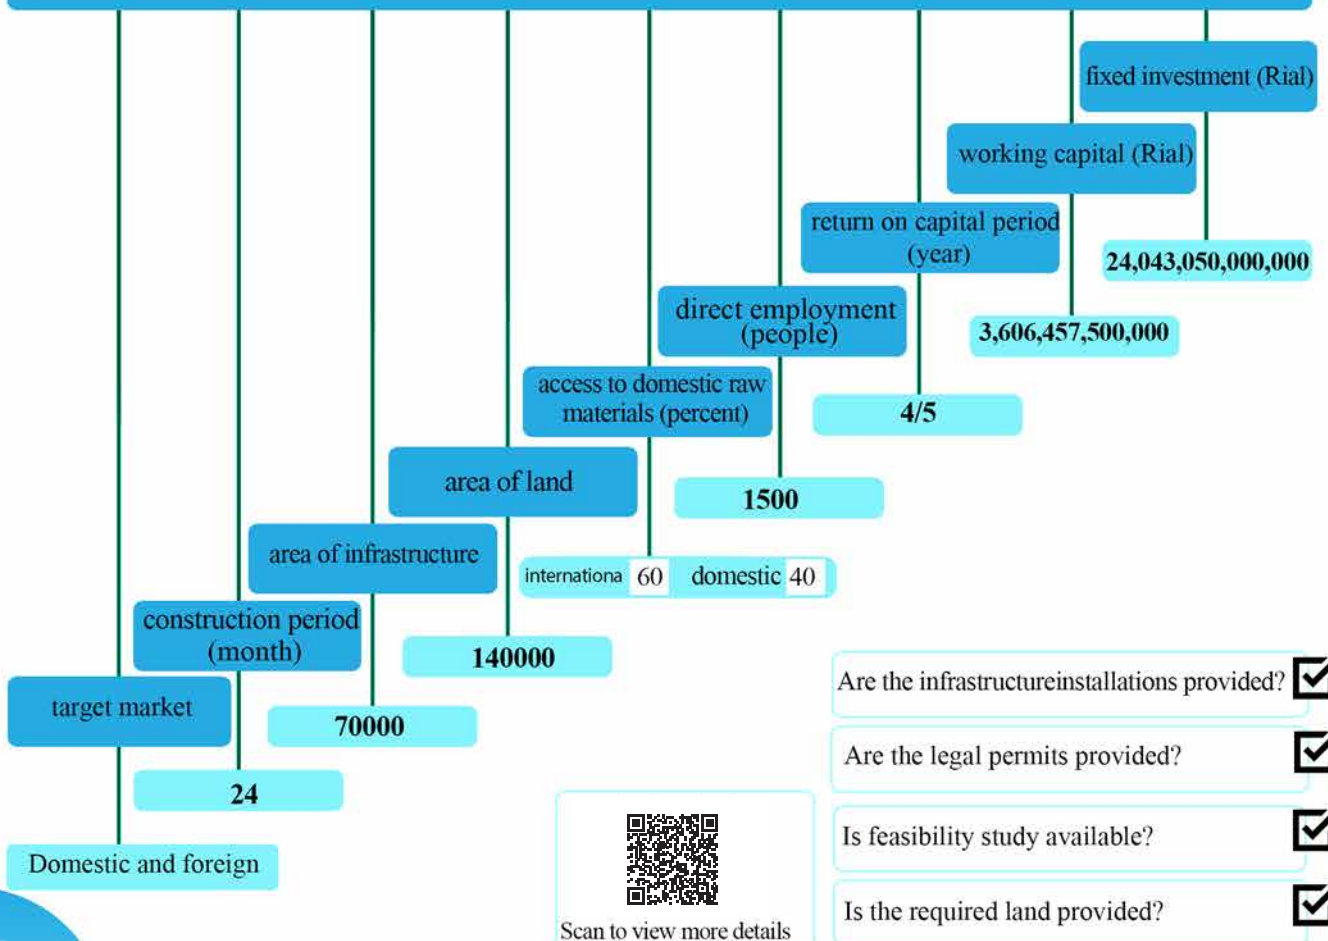 fixed investment (Rial)
24,043,050,000,000
working capital (Rial)
3,606,457,500,000
return on capital period
(year)
4/5
direct employment
(people)
1500
access to domestic raw
materials (percent)
internationa 60 domestic 40
area of land
140000
area of infrastructure
70000
construction period
(month)
24
target market
Domestic and foreign
Are the infrastructureinstallations provided?
Are the legal permits provided?
Is feasibility study available?
Is the required land provided?
Scan to view more details